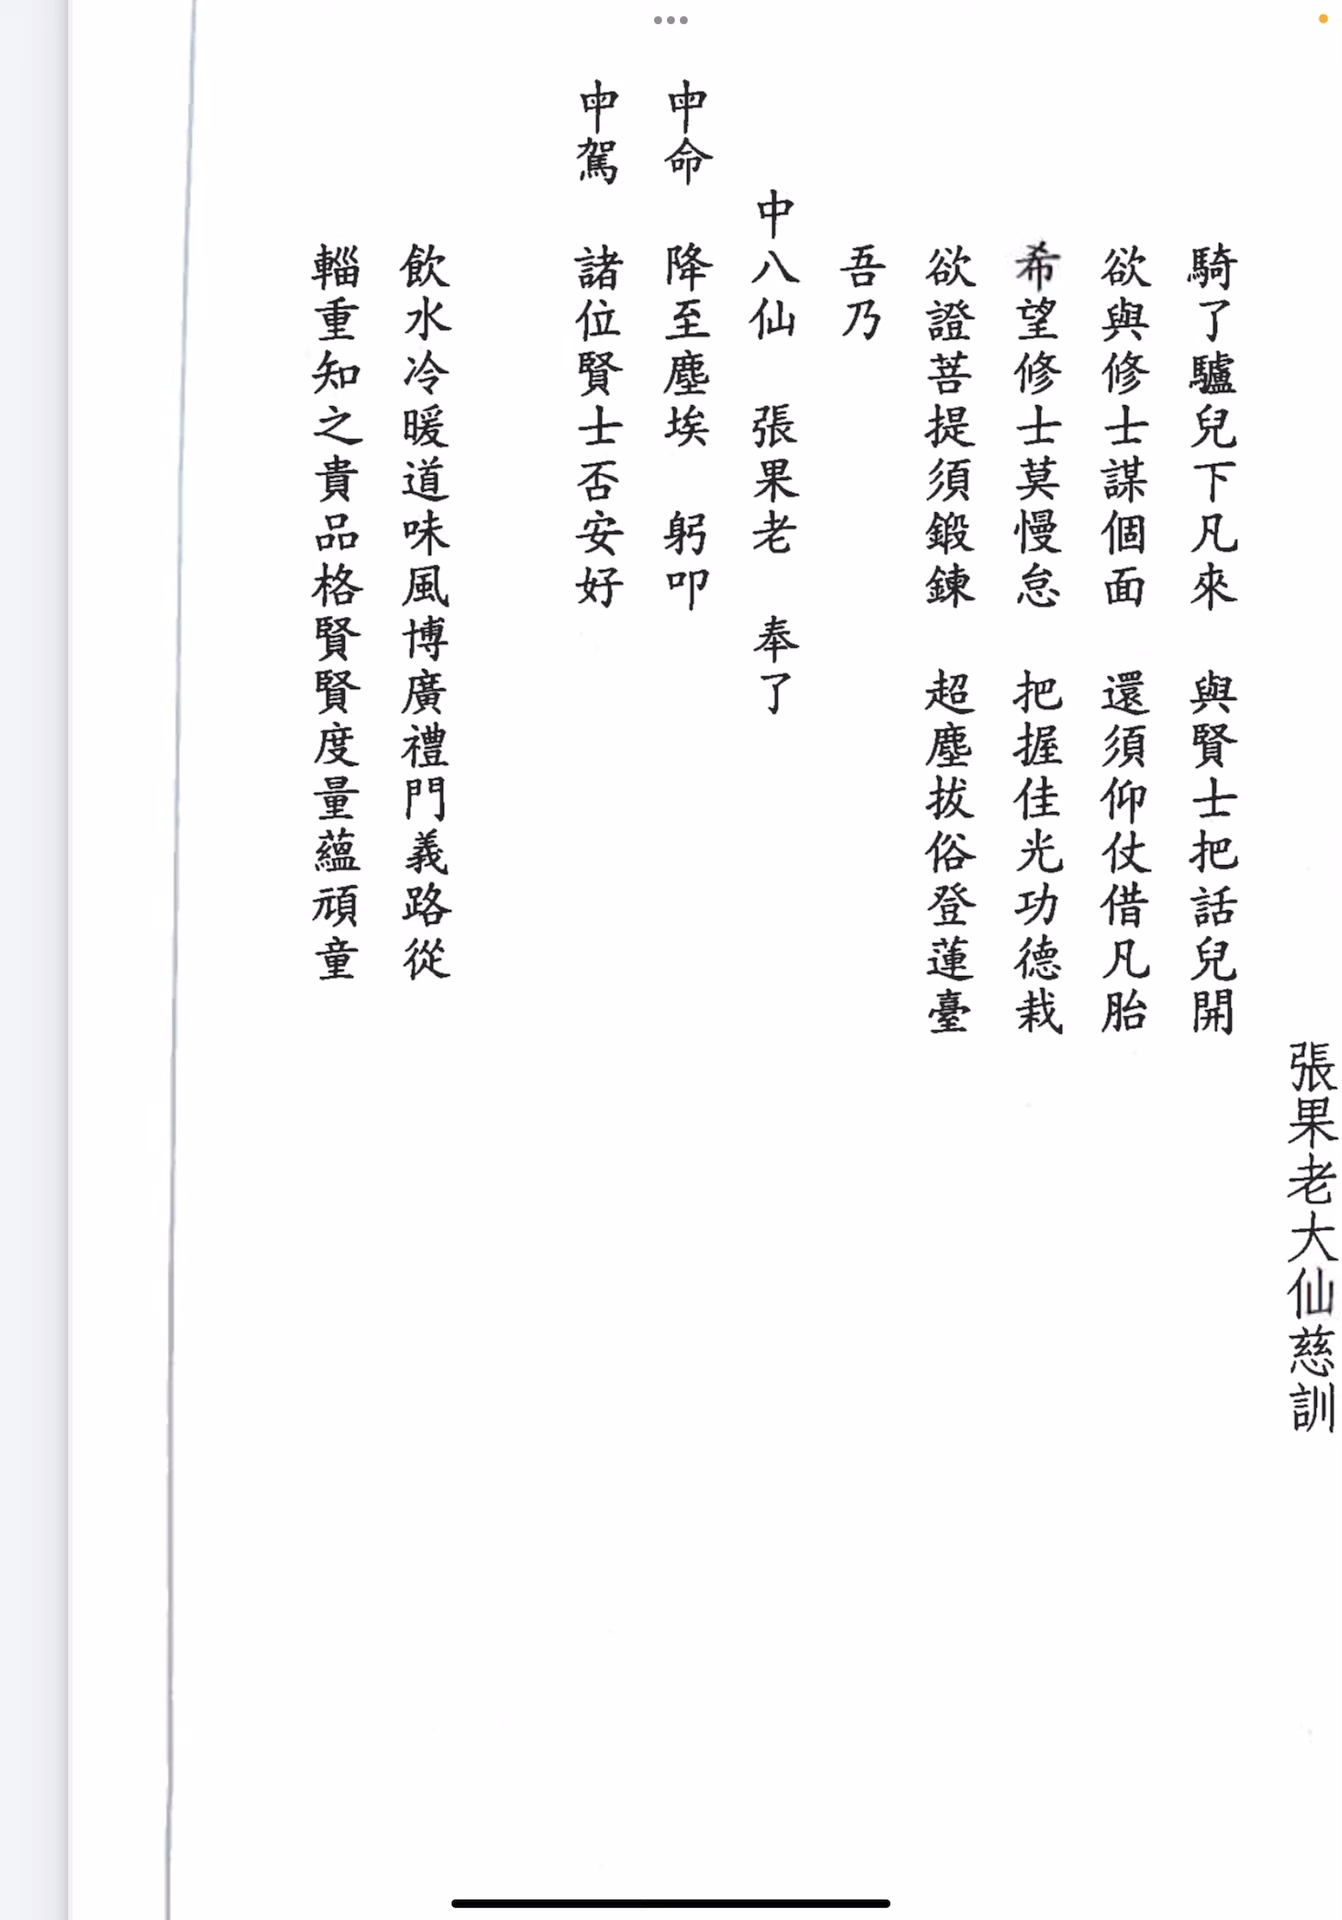 張果老大仙慈訓
騎了驢兒下凡來　與賢士把話兒開
欲與修士謀個面　還須仰仗借凡胎
希望修士莫慢怠　把握佳光功德栽
欲證菩提須鍛鍊　超塵拔俗登蓮臺
吾乃
中八仙　張果老　奉了
命　降至塵埃　躬叩
駕　諸位賢士否安好
飲水冷暖道味風博廣禮門義路從
輜重知之貴品格賢賢度量蘊頑童